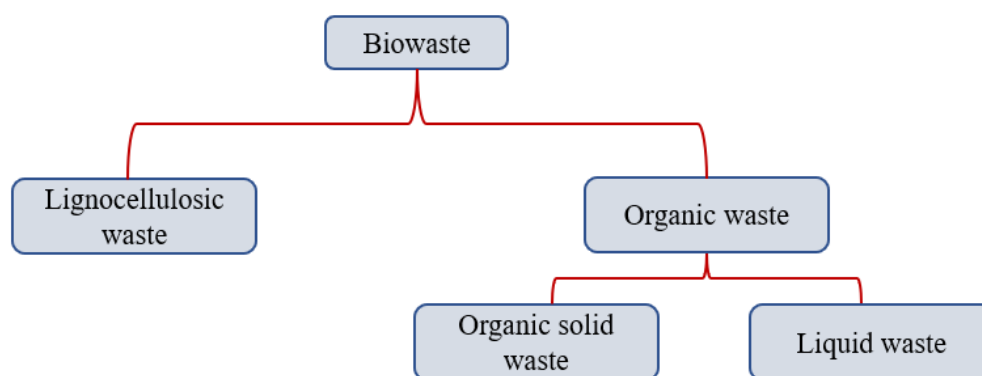 Biowaste
Lignocellulosic
waste
Organic waste
Organic solid
waste
Liquid waste